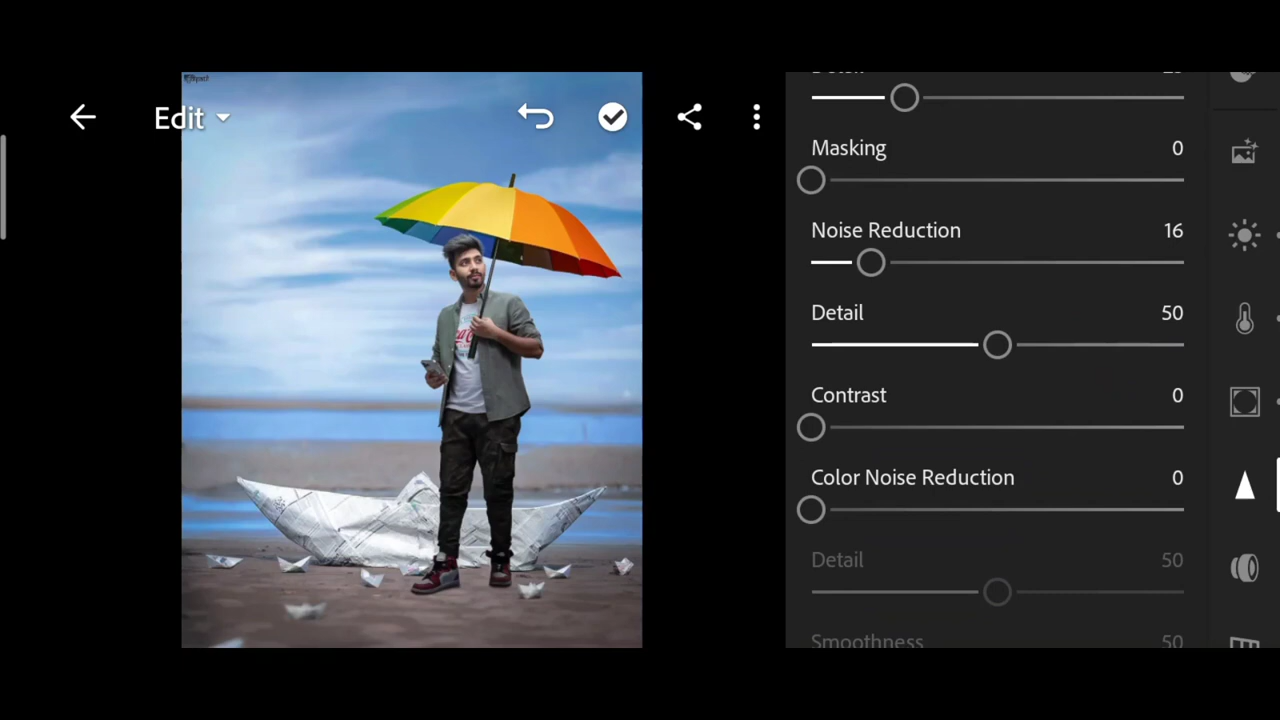 Edit
Masking 0
Noise Reduction 16
Detail 50
Contrast 0
Color Noise Reduction 0
Detail 50
Smoothness 50